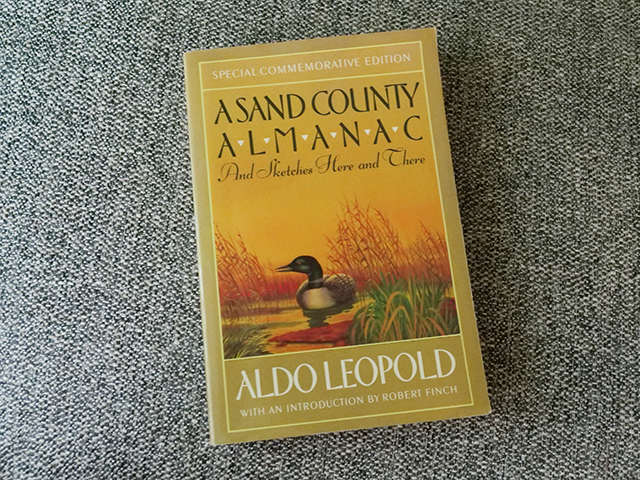 SPECIAL COMMEMORATIVE EDITION
A SAND COUNTY
A·L·M·A·N·A·C
And Sketches Here and There
ALDO LEOPOLD
WITH AN INTRODUCTION BY ROBERT FINCH